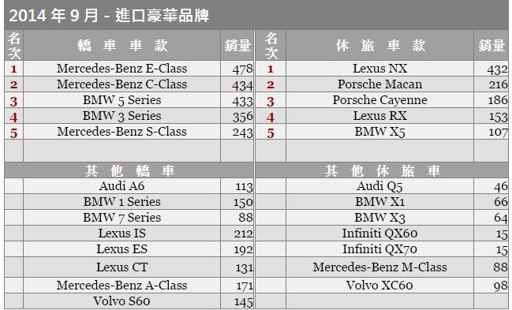 2014 年 9 月 - 進口豪華品牌
名次 轎 車 車 款 銷量 名次 休 旅 車 款 銷量
1 Mercedes-Benz E-Class 478 1 Lexus NX 432
2 Mercedes-Benz C-Class 434 2 Porsche Macan 216
3 BMW 5 Series 433 3 Porsche Cayenne 186
4 BMW 3 Series 356 4 Lexus RX 153
5 Mercedes-Benz S-Class 243 5 BMW X5 107
其 他 轎 車 其 他 休 旅 車
Audi A6 113 Audi Q5 46
BMW 1 Series 150 BMW X1 66
BMW 7 Series 88 BMW X3 64
Lexus IS 212 Infiniti QX60 15
Lexus ES 192 Infiniti QX70 15
Lexus CT 131 Mercedes-Benz M-Class 88
Mercedes-Benz A-Class 171 Volvo XC60 98
Volvo S60 145